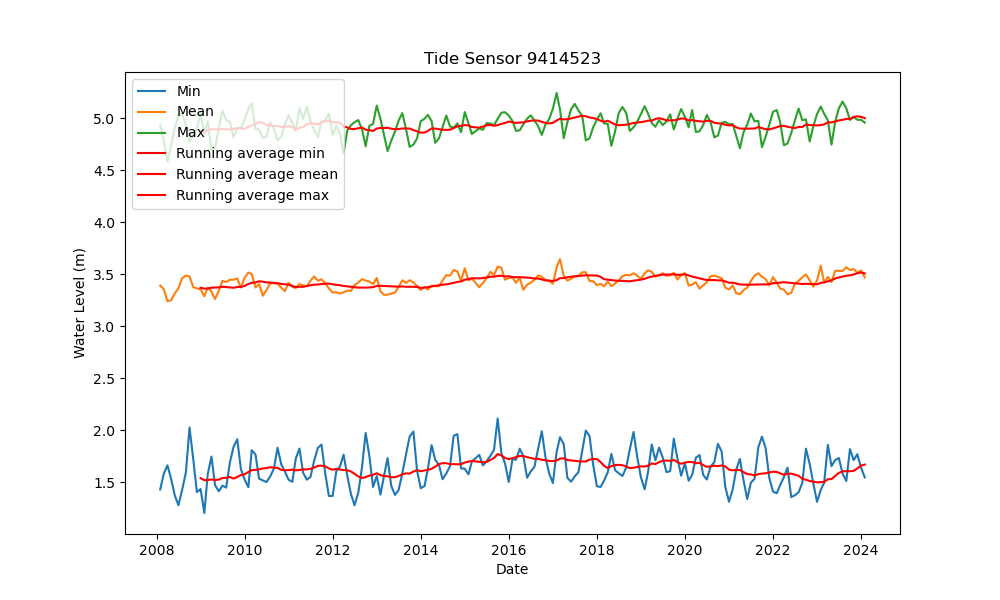 Tide Sensor 9414523
Min
Mean
Max
Running average min
Running average mean
Running average max
5.0
4.5
4.0
3.5
3.0
2.5
2.0
1.5
Water Level (m)
2008 2010 2012 2014 2016 2018 2020 2022 2024
Date